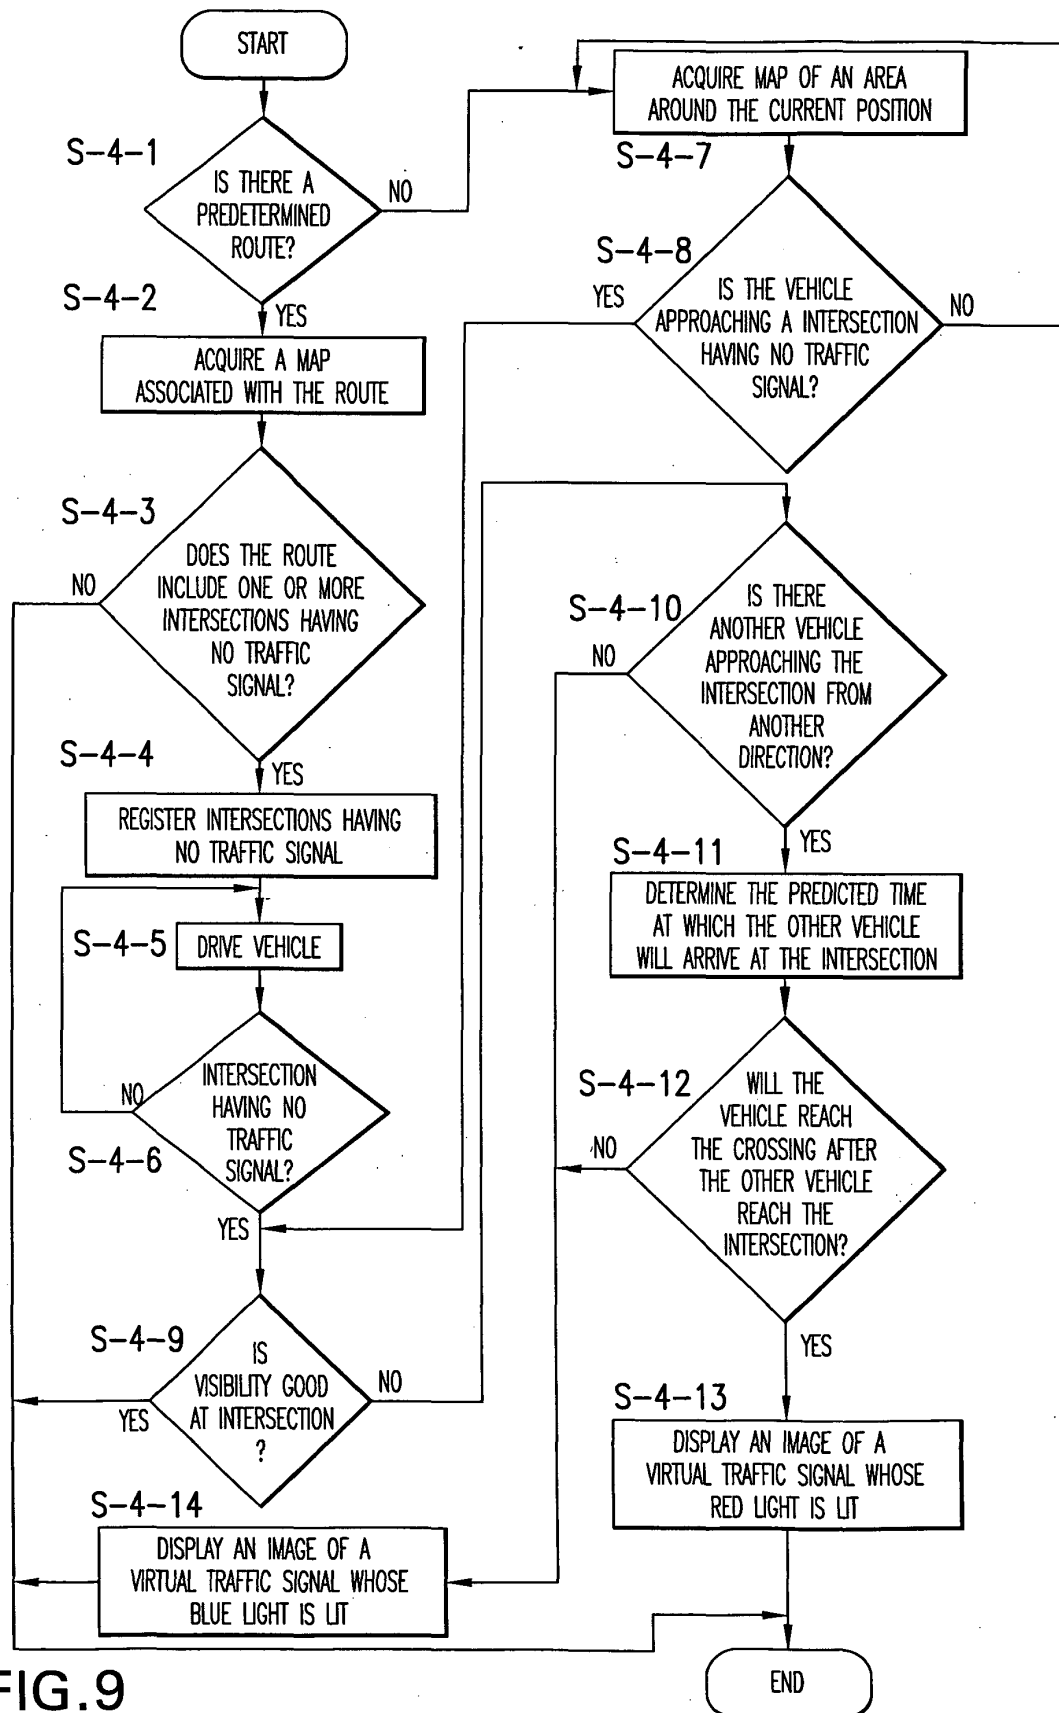 START
S-4-1
IS THERE A
PREDETERMINED
ROUTE?
NO
YES
S-4-2
ACQUIRE A MAP
ASSOCIATED WITH THE ROUTE
S-4-3
DOES THE ROUTE
INCLUDE ONE OR MORE
INTERSECTIONS HAVING
NO TRAFFIC
SIGNAL?
NO
YES
S-4-4
REGISTER INTERSECTIONS HAVING
NO TRAFFIC SIGNAL
S-4-5
DRIVE VEHICLE
S-4-6
INTERSECTION
HAVING NO
TRAFFIC
SIGNAL?
NO
YES
ACQUIRE MAP OF AN AREA
AROUND THE CURRENT POSITION
S-4-7
S-4-8
IS THE VEHICLE
APPROACHING A INTERSECTION
HAVING NO TRAFFIC
SIGNAL?
YES
NO
S-4-9
IS
VISIBILITY GOOD
AT INTERSECTION
?
YES
NO
S-4-10
IS THERE
ANOTHER VEHICLE
APPROACHING THE
INTERSECTION FROM
ANOTHER
DIRECTION?
NO
YES
S-4-11
DETERMINE THE PREDICTED TIME
AT WHICH THE OTHER VEHICLE
WILL ARRIVE AT THE INTERSECTION
S-4-12
WILL THE
VEHICLE REACH
THE CROSSING AFTER
THE OTHER VEHICLE
REACH THE
INTERSECTION?
NO
YES
S-4-13
DISPLAY AN IMAGE OF A
VIRTUAL TRAFFIC SIGNAL WHOSE
RED LIGHT IS LIT
S-4-14
DISPLAY AN IMAGE OF A
VIRTUAL TRAFFIC SIGNAL WHOSE
BLUE LIGHT IS LIT
END
FIG.9